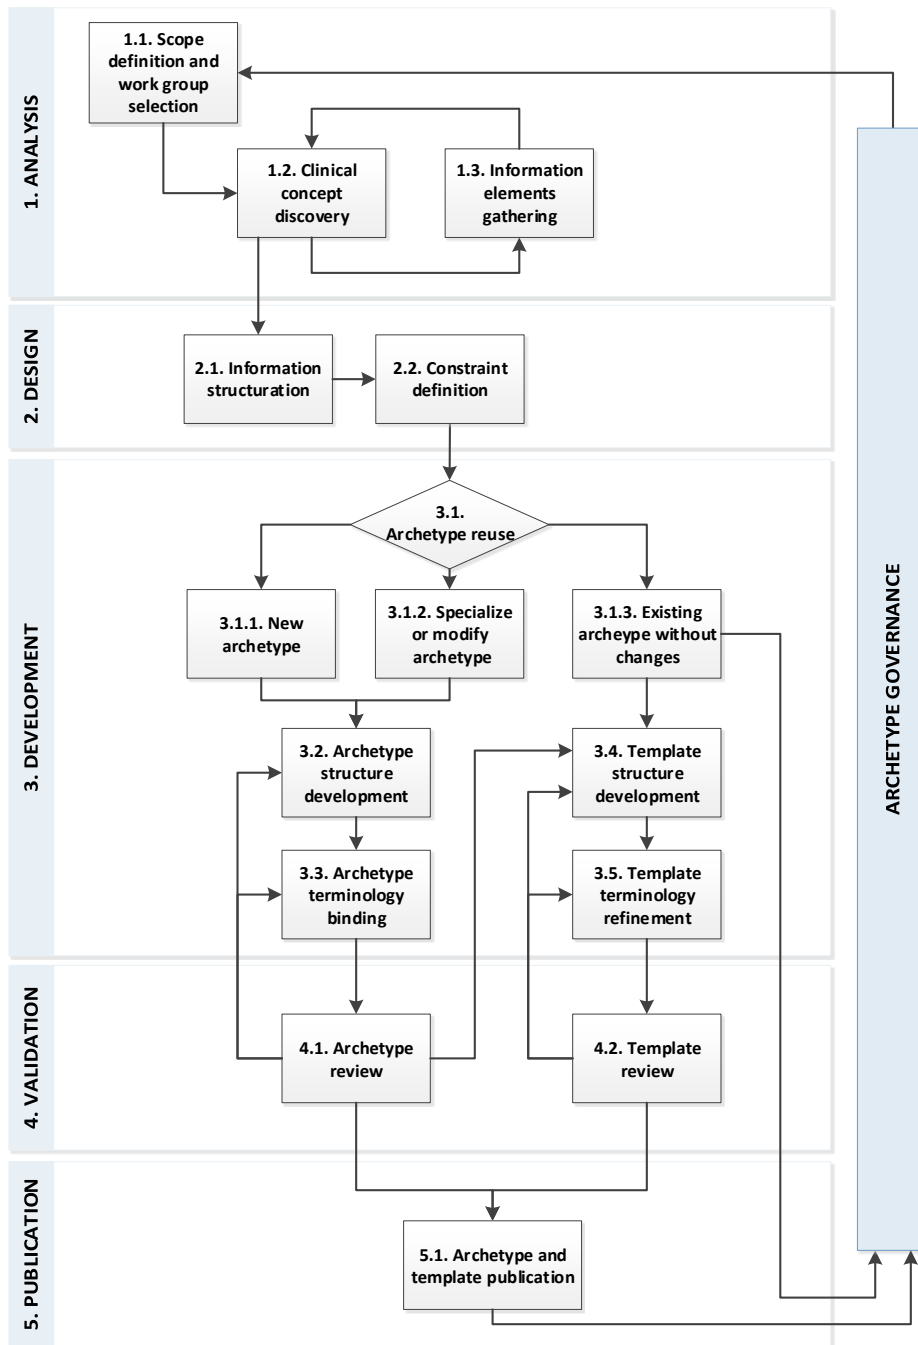 1. ANALYSIS
1.1. Scope
definition and
work group
selection
1.2. Clinical
concept
discovery
1.3. Information
elements
gathering
2. DESIGN
2.1. Information
structuration
2.2. Constraint
definition
3. DEVELOPMENT
3.1.
Archetype reuse
3.1.1. New
archetype
3.1.2. Specialize
or modify
archetype
3.1.3. Existing
archeype without
changes
3.2. Archetype
structure
development
3.4. Template
structure
development
3.3. Archetype
terminology
binding
3.5. Template
terminology
refinement
4. VALIDATION
4.1. Archetype
review
4.2. Template
review
5. PUBLICATION
5.1. Archetype and
template publication
ARCHETYPE GOVERNANCE